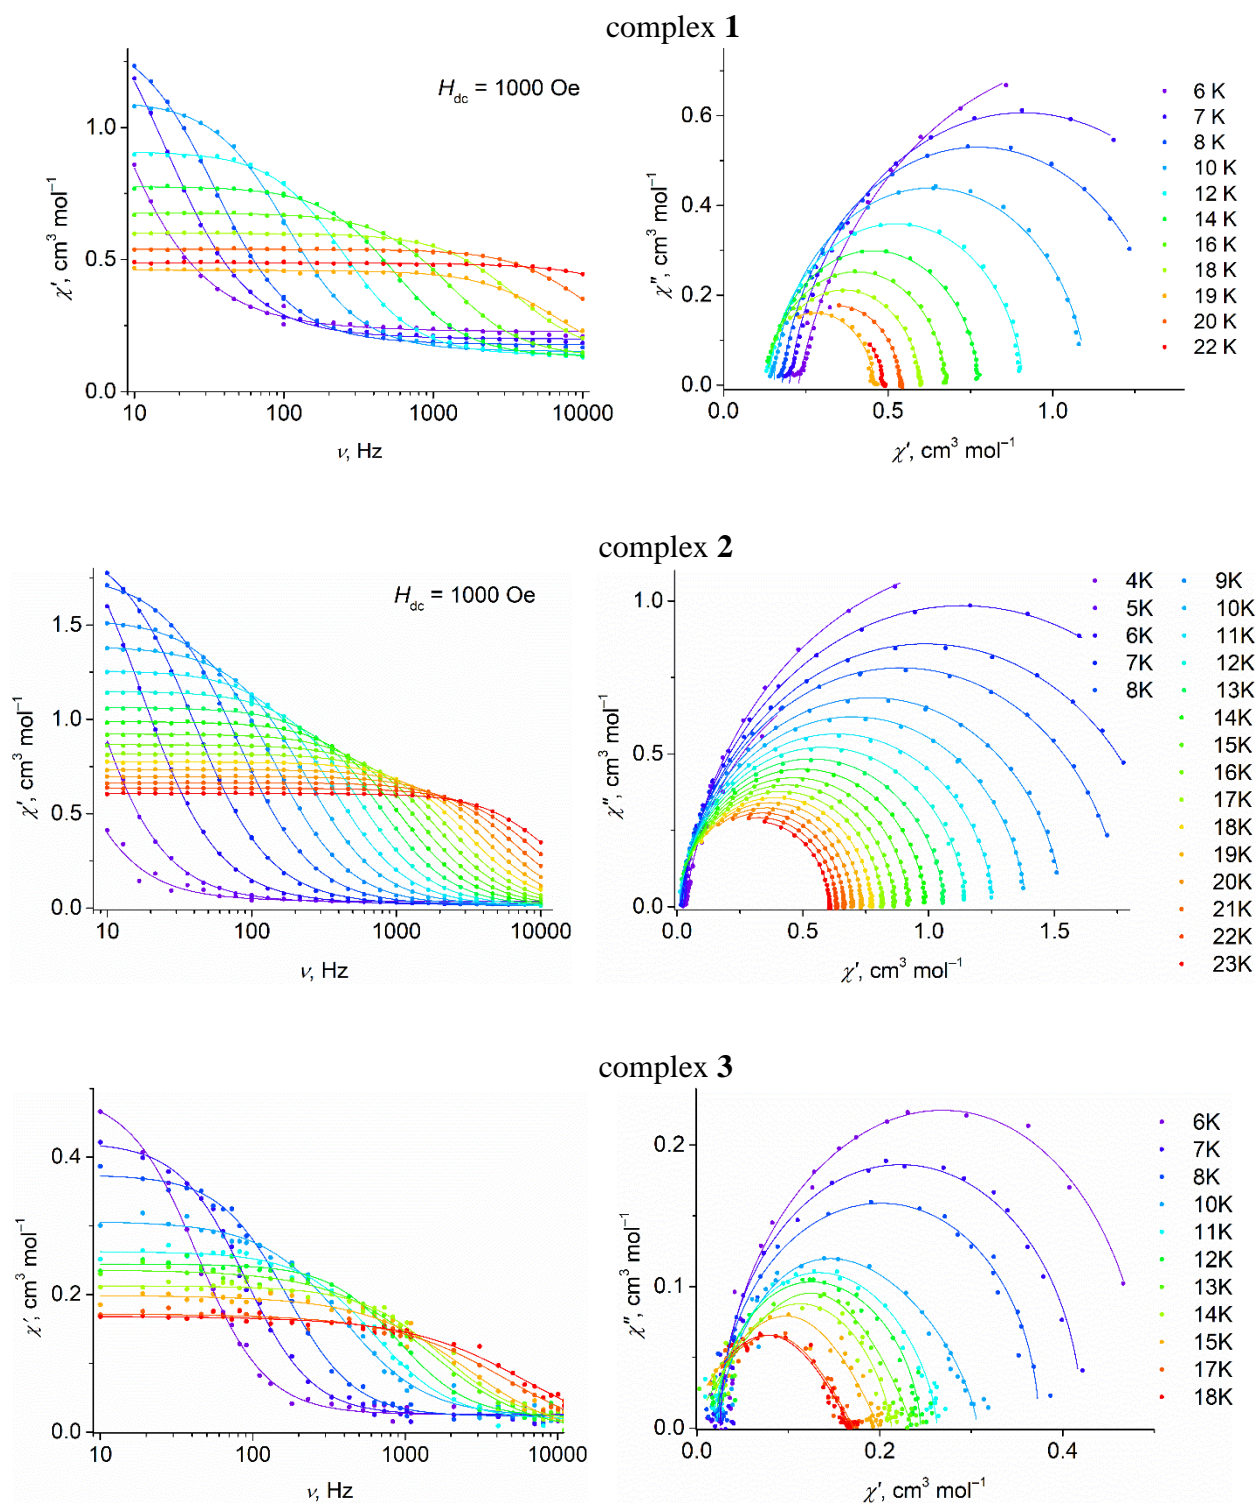 complex 1
H_dc = 1000 Oe
χ′, cm³ mol⁻¹
1.0
0.5
0.0
10 100 1000 10000
ν, Hz
χ″, cm³ mol⁻¹
0.6
0.4
0.2
0.0
0.0 0.5 1.0
χ′, cm³ mol⁻¹
6 K
7 K
8 K
10 K
12 K
14 K
16 K
18 K
19 K
20 K
22 K
complex 2
H_dc = 1000 Oe
χ′, cm³ mol⁻¹
1.5
1.0
0.5
0.0
10 100 1000 10000
ν, Hz
χ″, cm³ mol⁻¹
1.0
0.5
0.0
0.0 0.5 1.0 1.5
χ′, cm³ mol⁻¹
4K 9K
5K 10K
6K 11K
7K 12K
8K 13K
14K
15K
16K
17K
18K
19K
20K
21K
22K
23K
complex 3
χ′, cm³ mol⁻¹
0.4
0.2
0.0
10 100 1000 10000
ν, Hz
χ″, cm³ mol⁻¹
0.2
0.1
0.0
0.0 0.2 0.4
χ′, cm³ mol⁻¹
6K
7K
8K
10K
11K
12K
13K
14K
15K
17K
18K